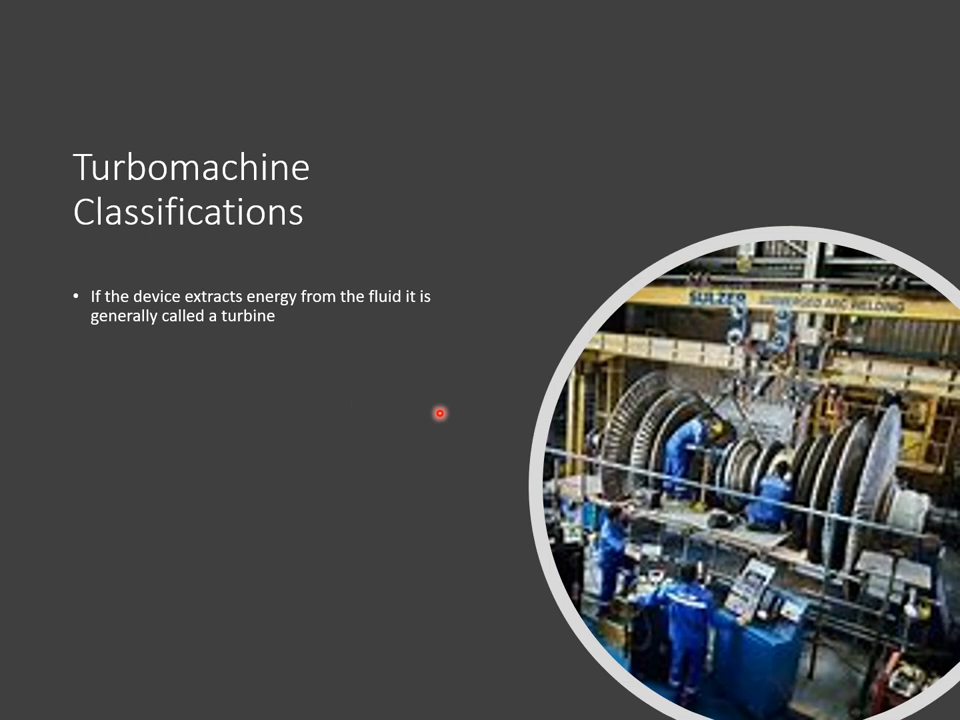 Turbomachine
Classifications
• If the device extracts energy from the fluid it is
generally called a turbine
SULZER SUBMERGED ARC WELDING